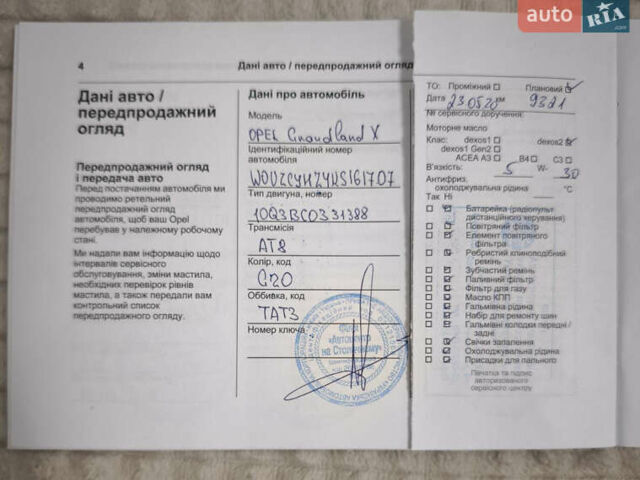 auto RIA
.com
4
Дані авто / передпродажний огляд
Дані авто /
передпродажний
огляд
Передпродажний огляд
і передача авто
Перед постачанням автомобіля ми
проводимо ретельний
передпродажний огляд
автомобіля, щоб ваш Opel
перебував у належному робочому
стані.
Ми надали вам інформацію щодо
інтервалів сервісного
обслуговування, зміни мастила,
необхідних перевірок рівнів
мастила, а також передали вам
контрольний список
передпродажного огляду.
Дані про автомобіль
Модель
OPEL Grandland X
Ідентифікаційний номер
автомобіля
Тип двигуна, номер
Трансмісія
AT8
Колір, код
G20
Оббивка, код
TAT3
Номер ключа
на Столичному
ТО: Проміжний Плановий
Дата 23.05.20 км 9321
№ сервісного доручення:
Моторне масло
Клас: dexos1 dexos2
dexos1 Gen2
ACEA A3 B4 C3
В'язкість: 5 W- 30
Антифриз:
охолоджувальна рідина °C
Так Ні
Батарейка (радіопульт
дистанційного керування)
Повітряний фільтр
Елемент повітряного
фільтра
Ребристий клиноподібний
ремінь
Зубчастий ремінь
Паливний фільтр
Фільтр для газу
Масло КПП
Гальмівна рідина
Набір для ремонту шин
Гальмівні колодки передні /
задні
Свічки запалення
Охолоджувальна рідина
Присадки для пального
Печатка та підпис
авторизованого
сервісного центру